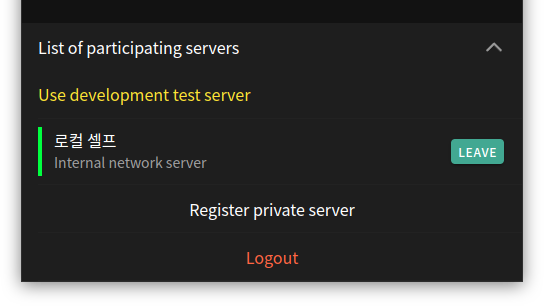 List of participating servers
Use development test server
로컬 셀프
Internal network server
LEAVE
Register private server
Logout